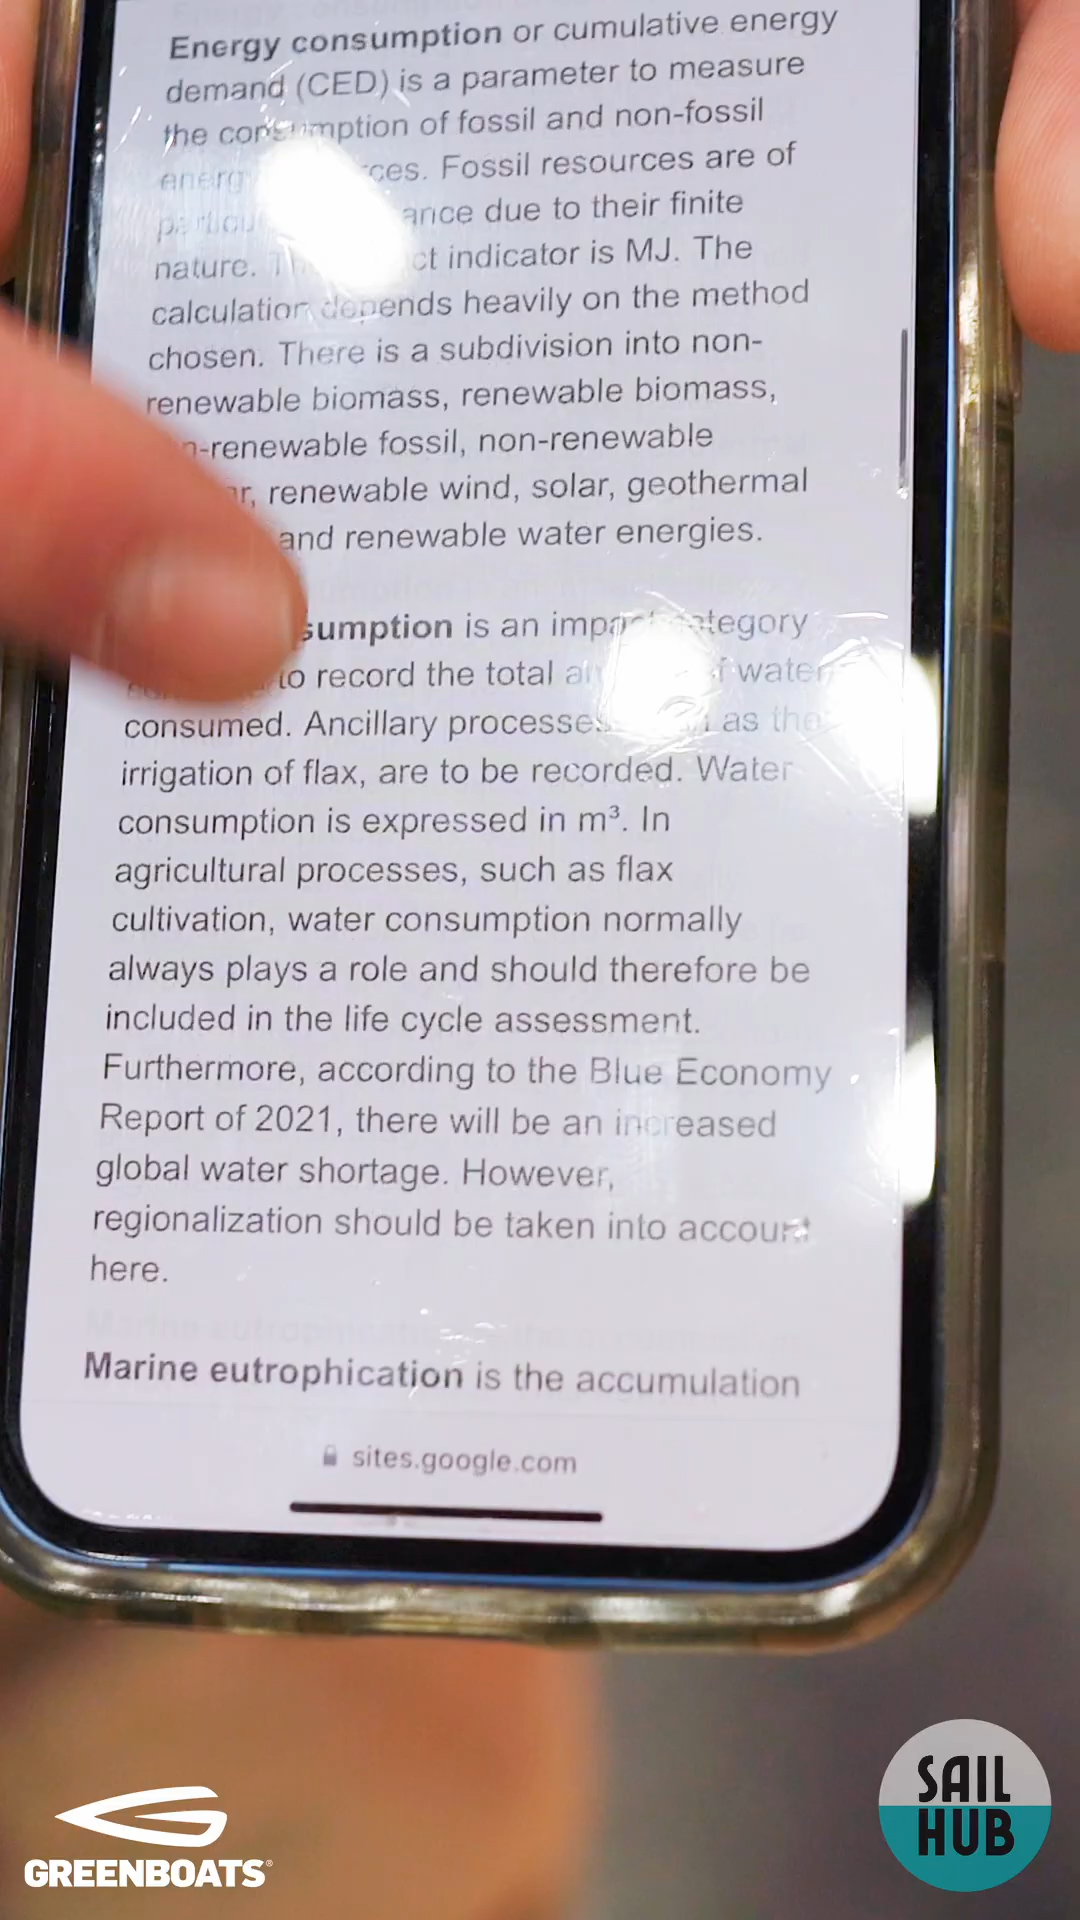 Energy consumption or cumulative energy
demand (CED) is a parameter to measure
the consumption of fossil and non-fossil
Fossil resources are of
due to their finite
nature. indicator is MJ. The
calculation depends heavily on the method
chosen. There is a subdivision into non-
renewable biomass, renewable biomass,
-renewable fossil, non-renewable
renewable wind, solar, geothermal
and renewable water energies.
sumption is an impact category
to record the total of water
consumed. Ancillary processes as the
irrigation of flax, are to be recorded. Water
consumption is expressed in m³. In
agricultural processes, such as flax
cultivation, water consumption normally
always plays a role and should therefore be
included in the life cycle assessment.
Furthermore, according to the Blue Economy
Report of 2021, there will be an increased
global water shortage. However,
regionalization should be taken into account
here.
Marine eutrophication is the accumulation
sites.google.com
GREENBOATS®
SAIL
HUB